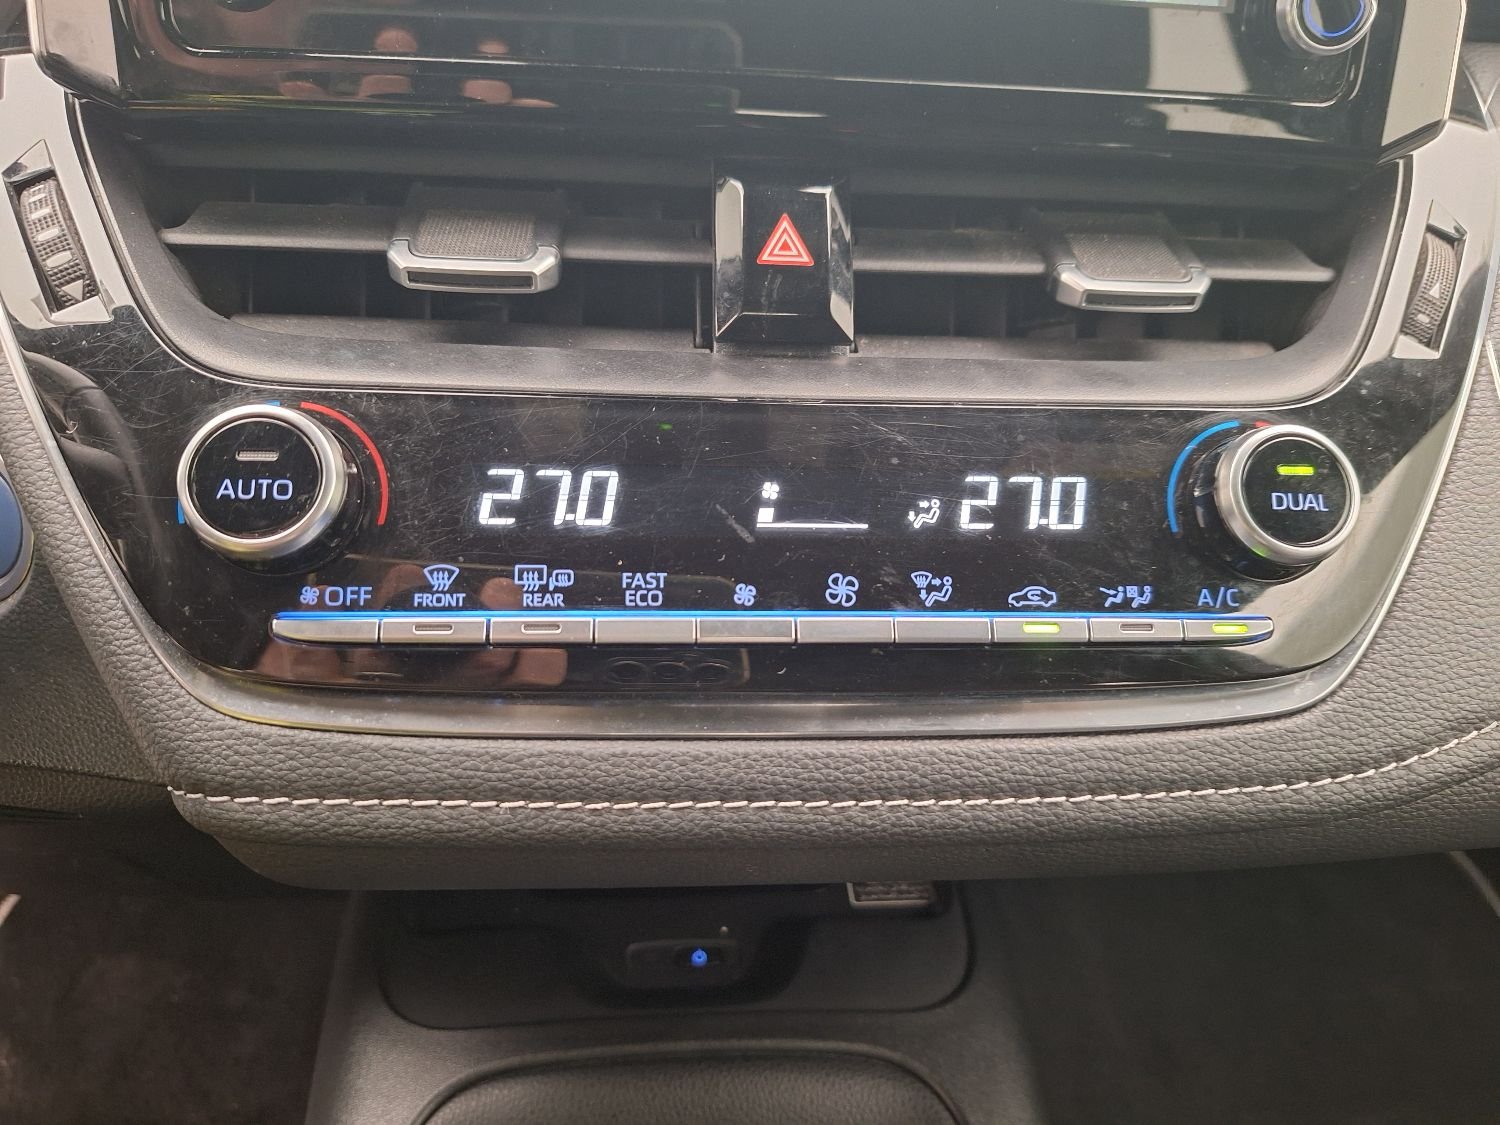 AUTO
27.0
27.0
DUAL
OFF
FRONT
REAR
FAST
ECO
A/C